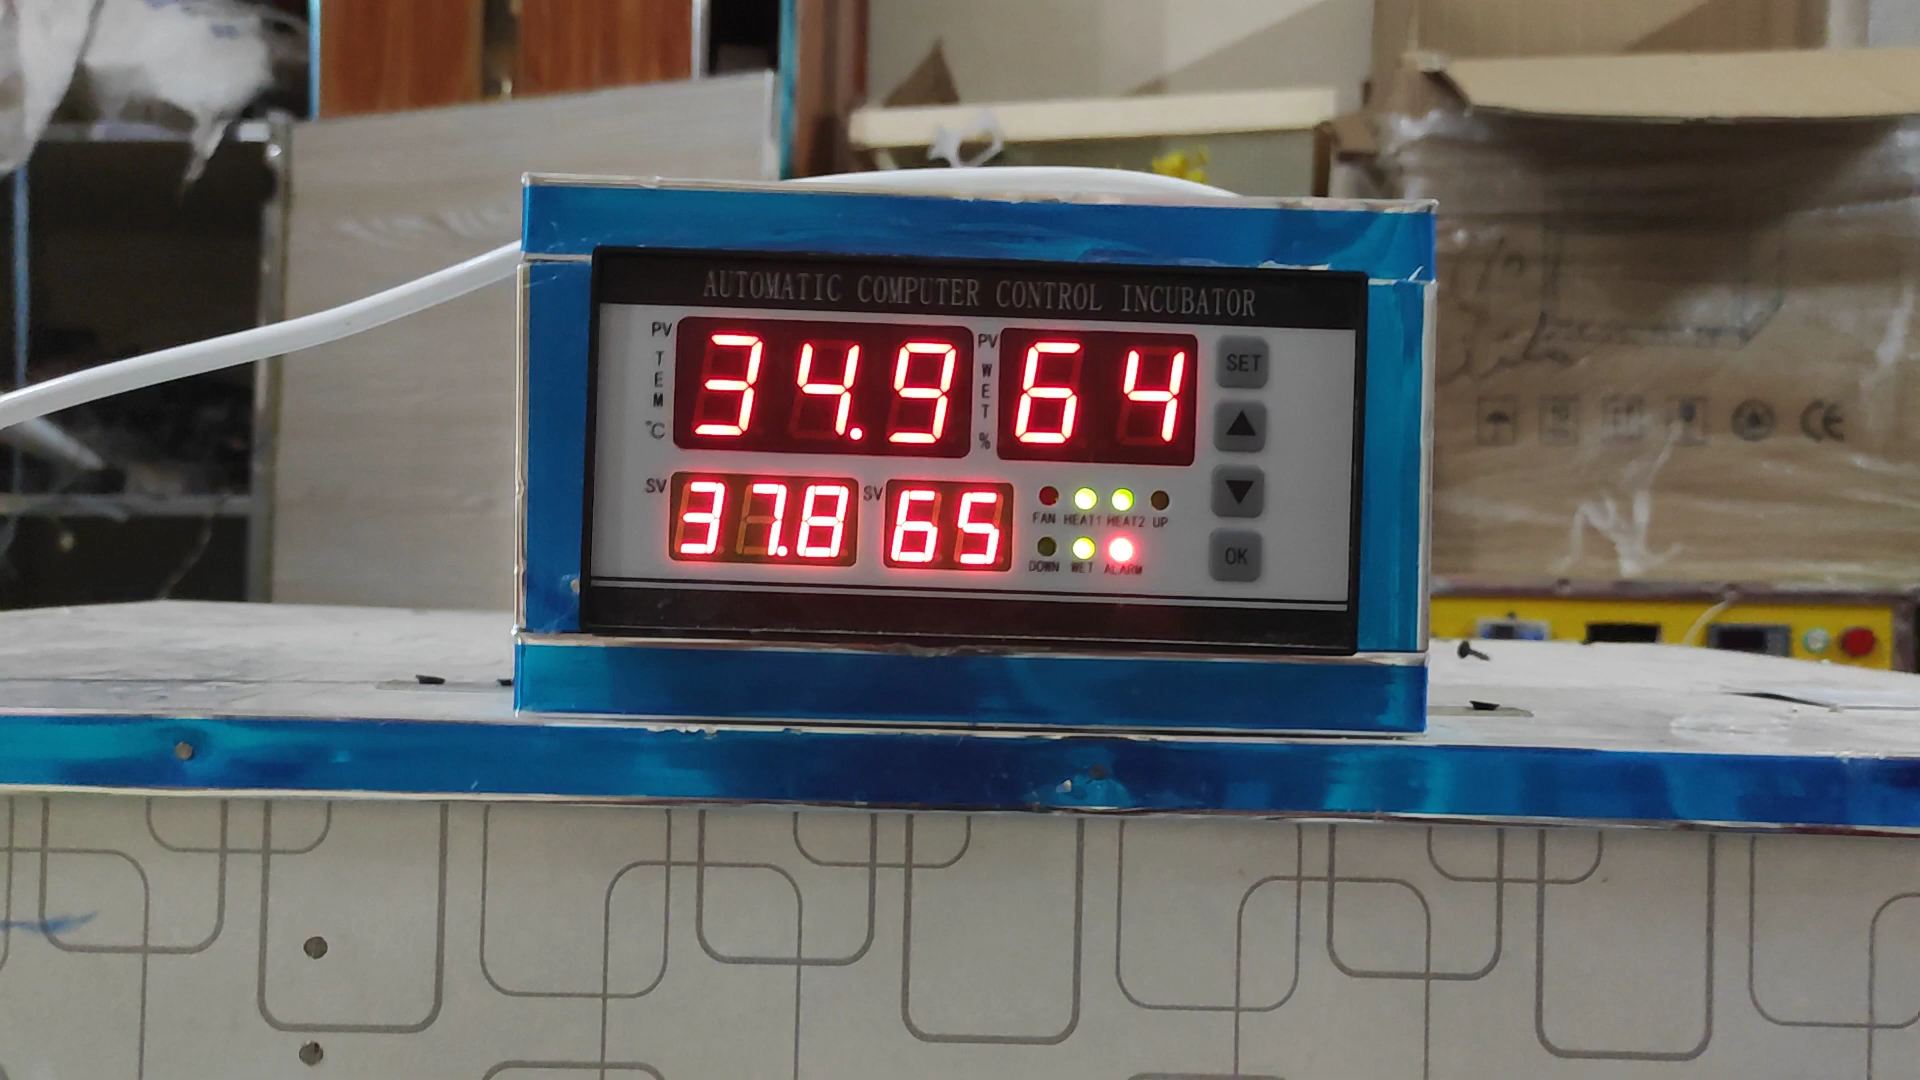 AUTOMATIC COMPUTER CONTROL INCUBATOR
PV TEM °C 34.9 PV WET % 64 SET
SV 37.8 SV 65
FAN HEAT1 HEAT2 UP
DOWN WET ALARM OK
CE